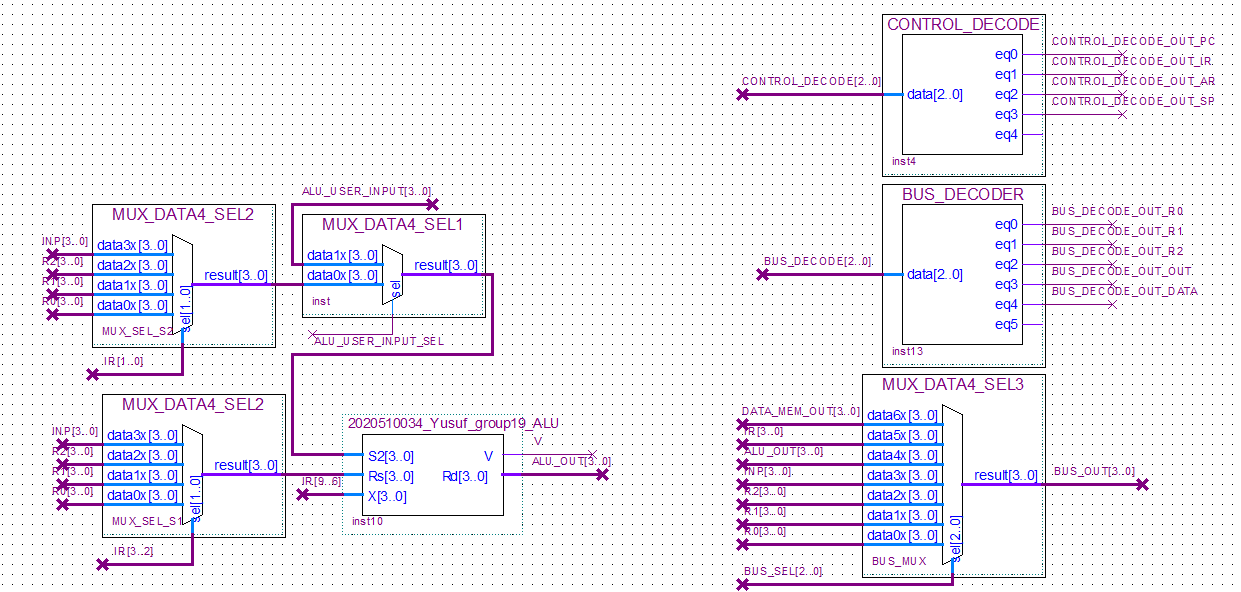 CONTROL_DECODE
CONTROL_DECODE[2..0]
data[2..0]
eq0
eq1
eq2
eq3
eq4
CONTROL_DECODE_OUT_PC
CONTROL_DECODE_OUT_IR
CONTROL_DECODE_OUT_AR
CONTROL_DECODE_OUT_SP
inst4
BUS_DECODER
BUS_DECODE[2..0]
data[2..0]
eq0
eq1
eq2
eq3
eq4
eq5
BUS_DECODE_OUT_R0
BUS_DECODE_OUT_R1
BUS_DECODE_OUT_R2
BUS_DECODE_OUT_OUT
BUS_DECODE_OUT_DATA
inst13
MUX_DATA4_SEL2
INP[3..0]
R2[3..0]
R1[3..0]
R0[3..0]
data3x[3..0]
data2x[3..0]
data1x[3..0]
data0x[3..0]
sel[1..0]
result[3..0]
MUX_SEL_S2
IR[1..0]
ALU_USER_INPUT[3..0]
MUX_DATA4_SEL1
data1x[3..0]
data0x[3..0]
sel
result[3..0]
inst
ALU_USER_INPUT_SEL
MUX_DATA4_SEL2
INP[3..0]
R2[3..0]
R1[3..0]
R0[3..0]
data3x[3..0]
data2x[3..0]
data1x[3..0]
data0x[3..0]
sel[1..0]
result[3..0]
MUX_SEL_S1
IR[3..2]
2020510034_Yusuf_group19_ALU
S2[3..0]
Rs[3..0]
X[3..0]
V
Rd[3..0]
IR[9..6]
V
ALU_OUT[3..0]
inst10
MUX_DATA4_SEL3
DATA_MEM_OUT[3..0]
IR[3..0]
ALU_OUT[3..0]
INP[3..0]
R2[3..0]
R1[3..0]
R0[3..0]
data6x[3..0]
data5x[3..0]
data4x[3..0]
data3x[3..0]
data2x[3..0]
data1x[3..0]
data0x[3..0]
sel[2..0]
result[3..0]
BUS_OUT[3..0]
BUS_MUX
BUS_SEL[2..0]